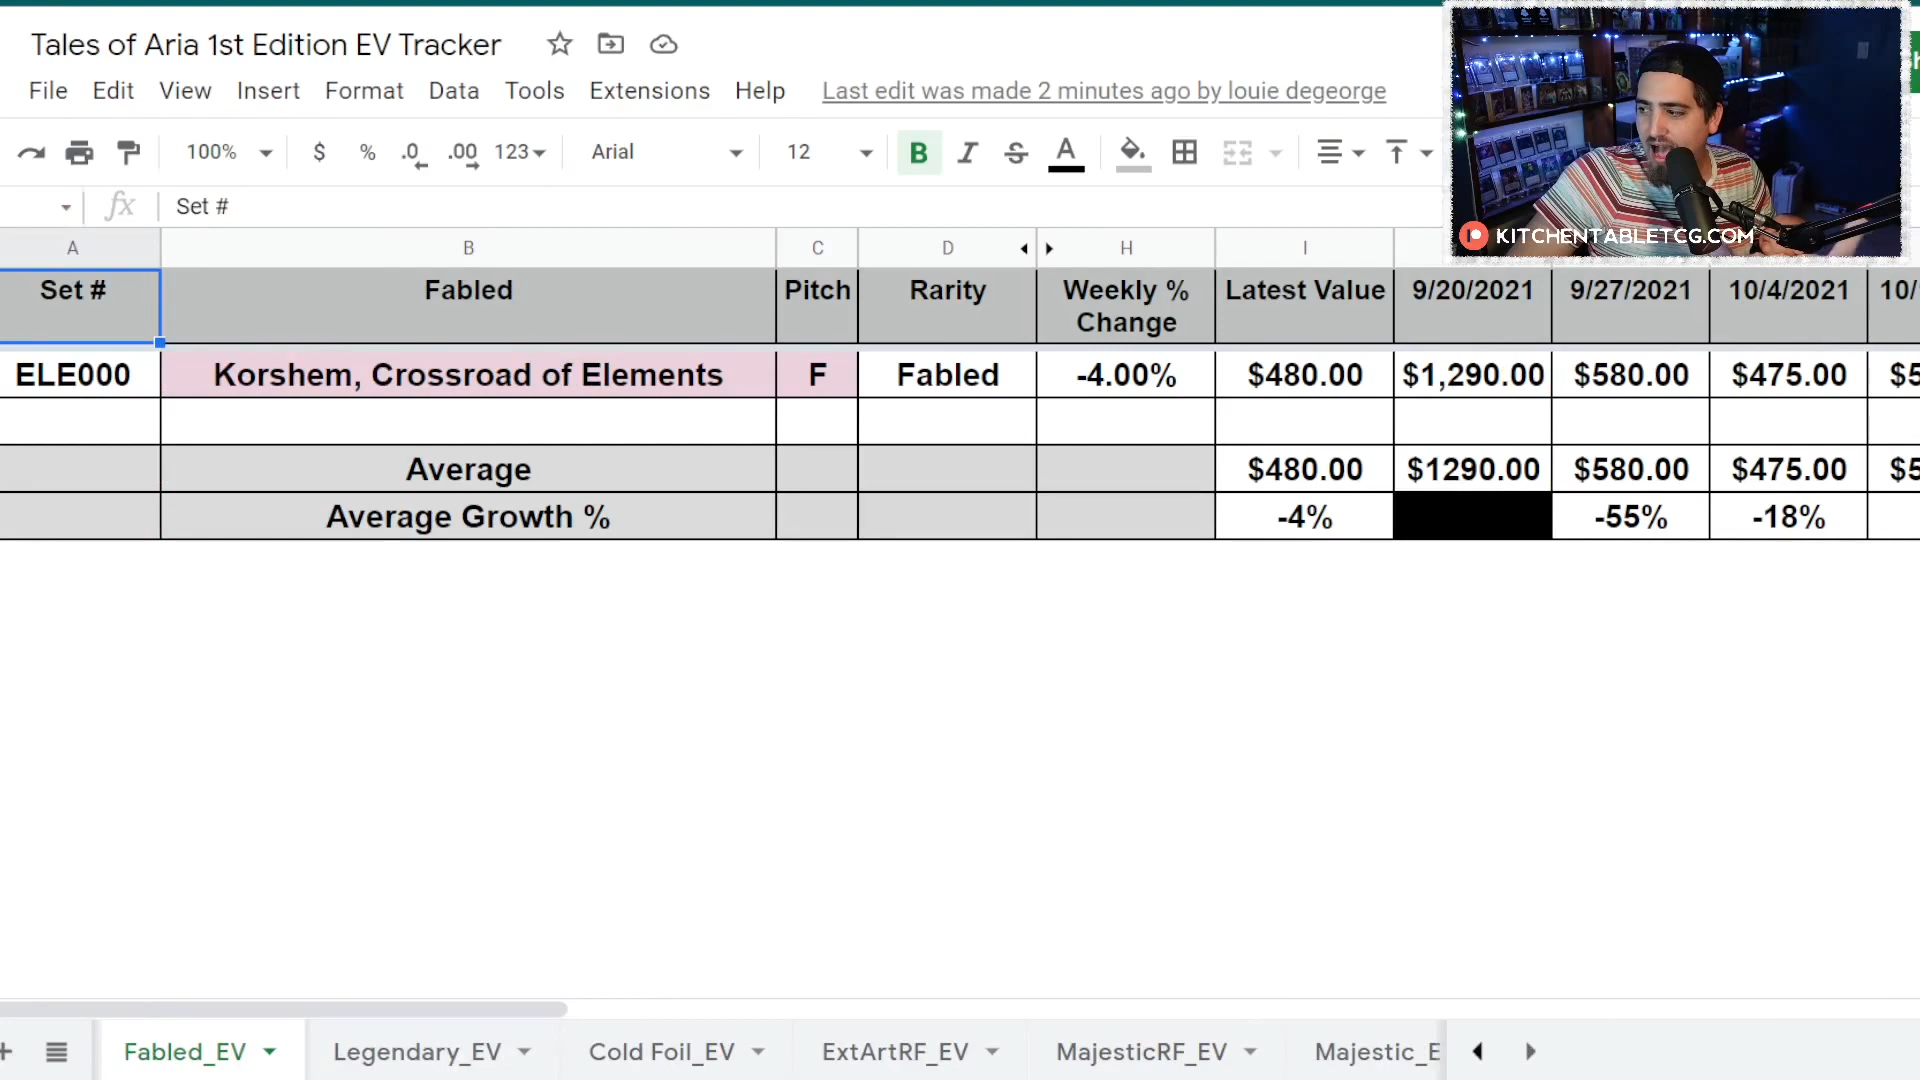 Tales of Aria 1st Edition EV Tracker
File Edit View Insert Format Data Tools Extensions Help Last edit was made 2 minutes ago by louie degeorge
100% $ % .0 .00 123 Arial 12 B I S A
fx Set #
KITCHENTABLETCG.COM
A B C D H I
Set # Fabled Pitch Rarity Weekly % Change Latest Value 9/20/2021 9/27/2021 10/4/2021 10/
ELE000 Korshem, Crossroad of Elements F Fabled -4.00% $480.00 $1,290.00 $580.00 $475.00 $5
Average $480.00 $1290.00 $580.00 $475.00 $5
Average Growth % -4% -55% -18%
Fabled_EV Legendary_EV Cold Foil_EV ExtArtRF_EV MajesticRF_EV Majestic_E